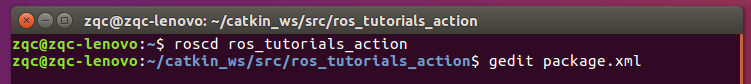 zqc@zqc-lenovo: ~/catkin_ws/src/ros_tutorials_action
zqc@zqc-lenovo:~$ roscd ros_tutorials_action
zqc@zqc-lenovo:~/catkin_ws/src/ros_tutorials_action$ gedit package.xml